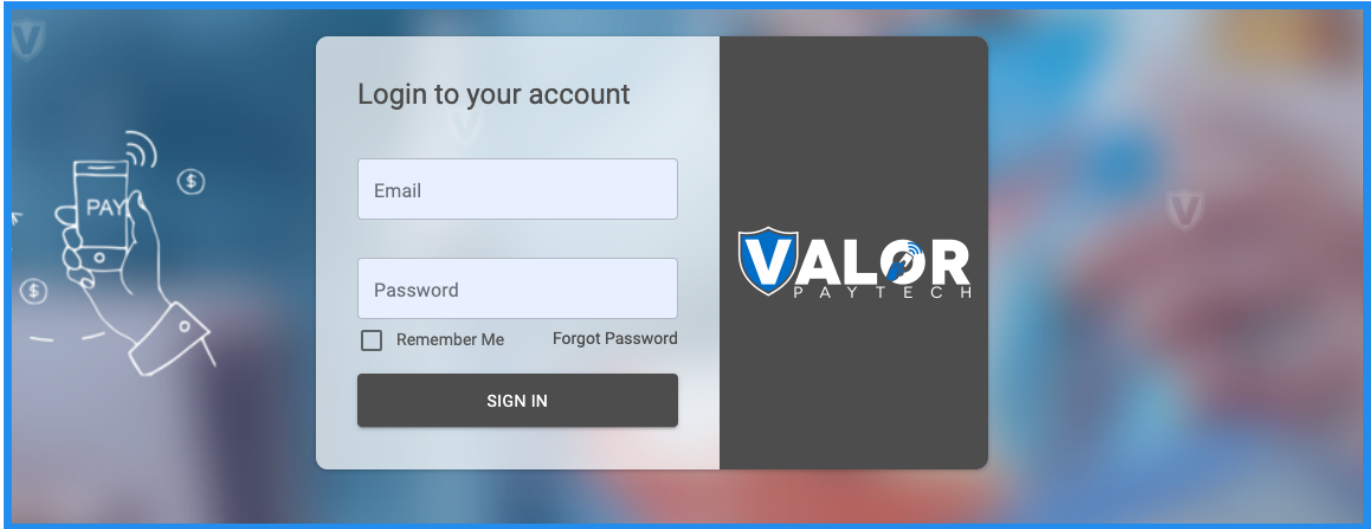 Login to your account
Email
Password
Remember Me
Forgot Password
SIGN IN
VALOR
PAYTECH
PAY
$
$
V
V
V